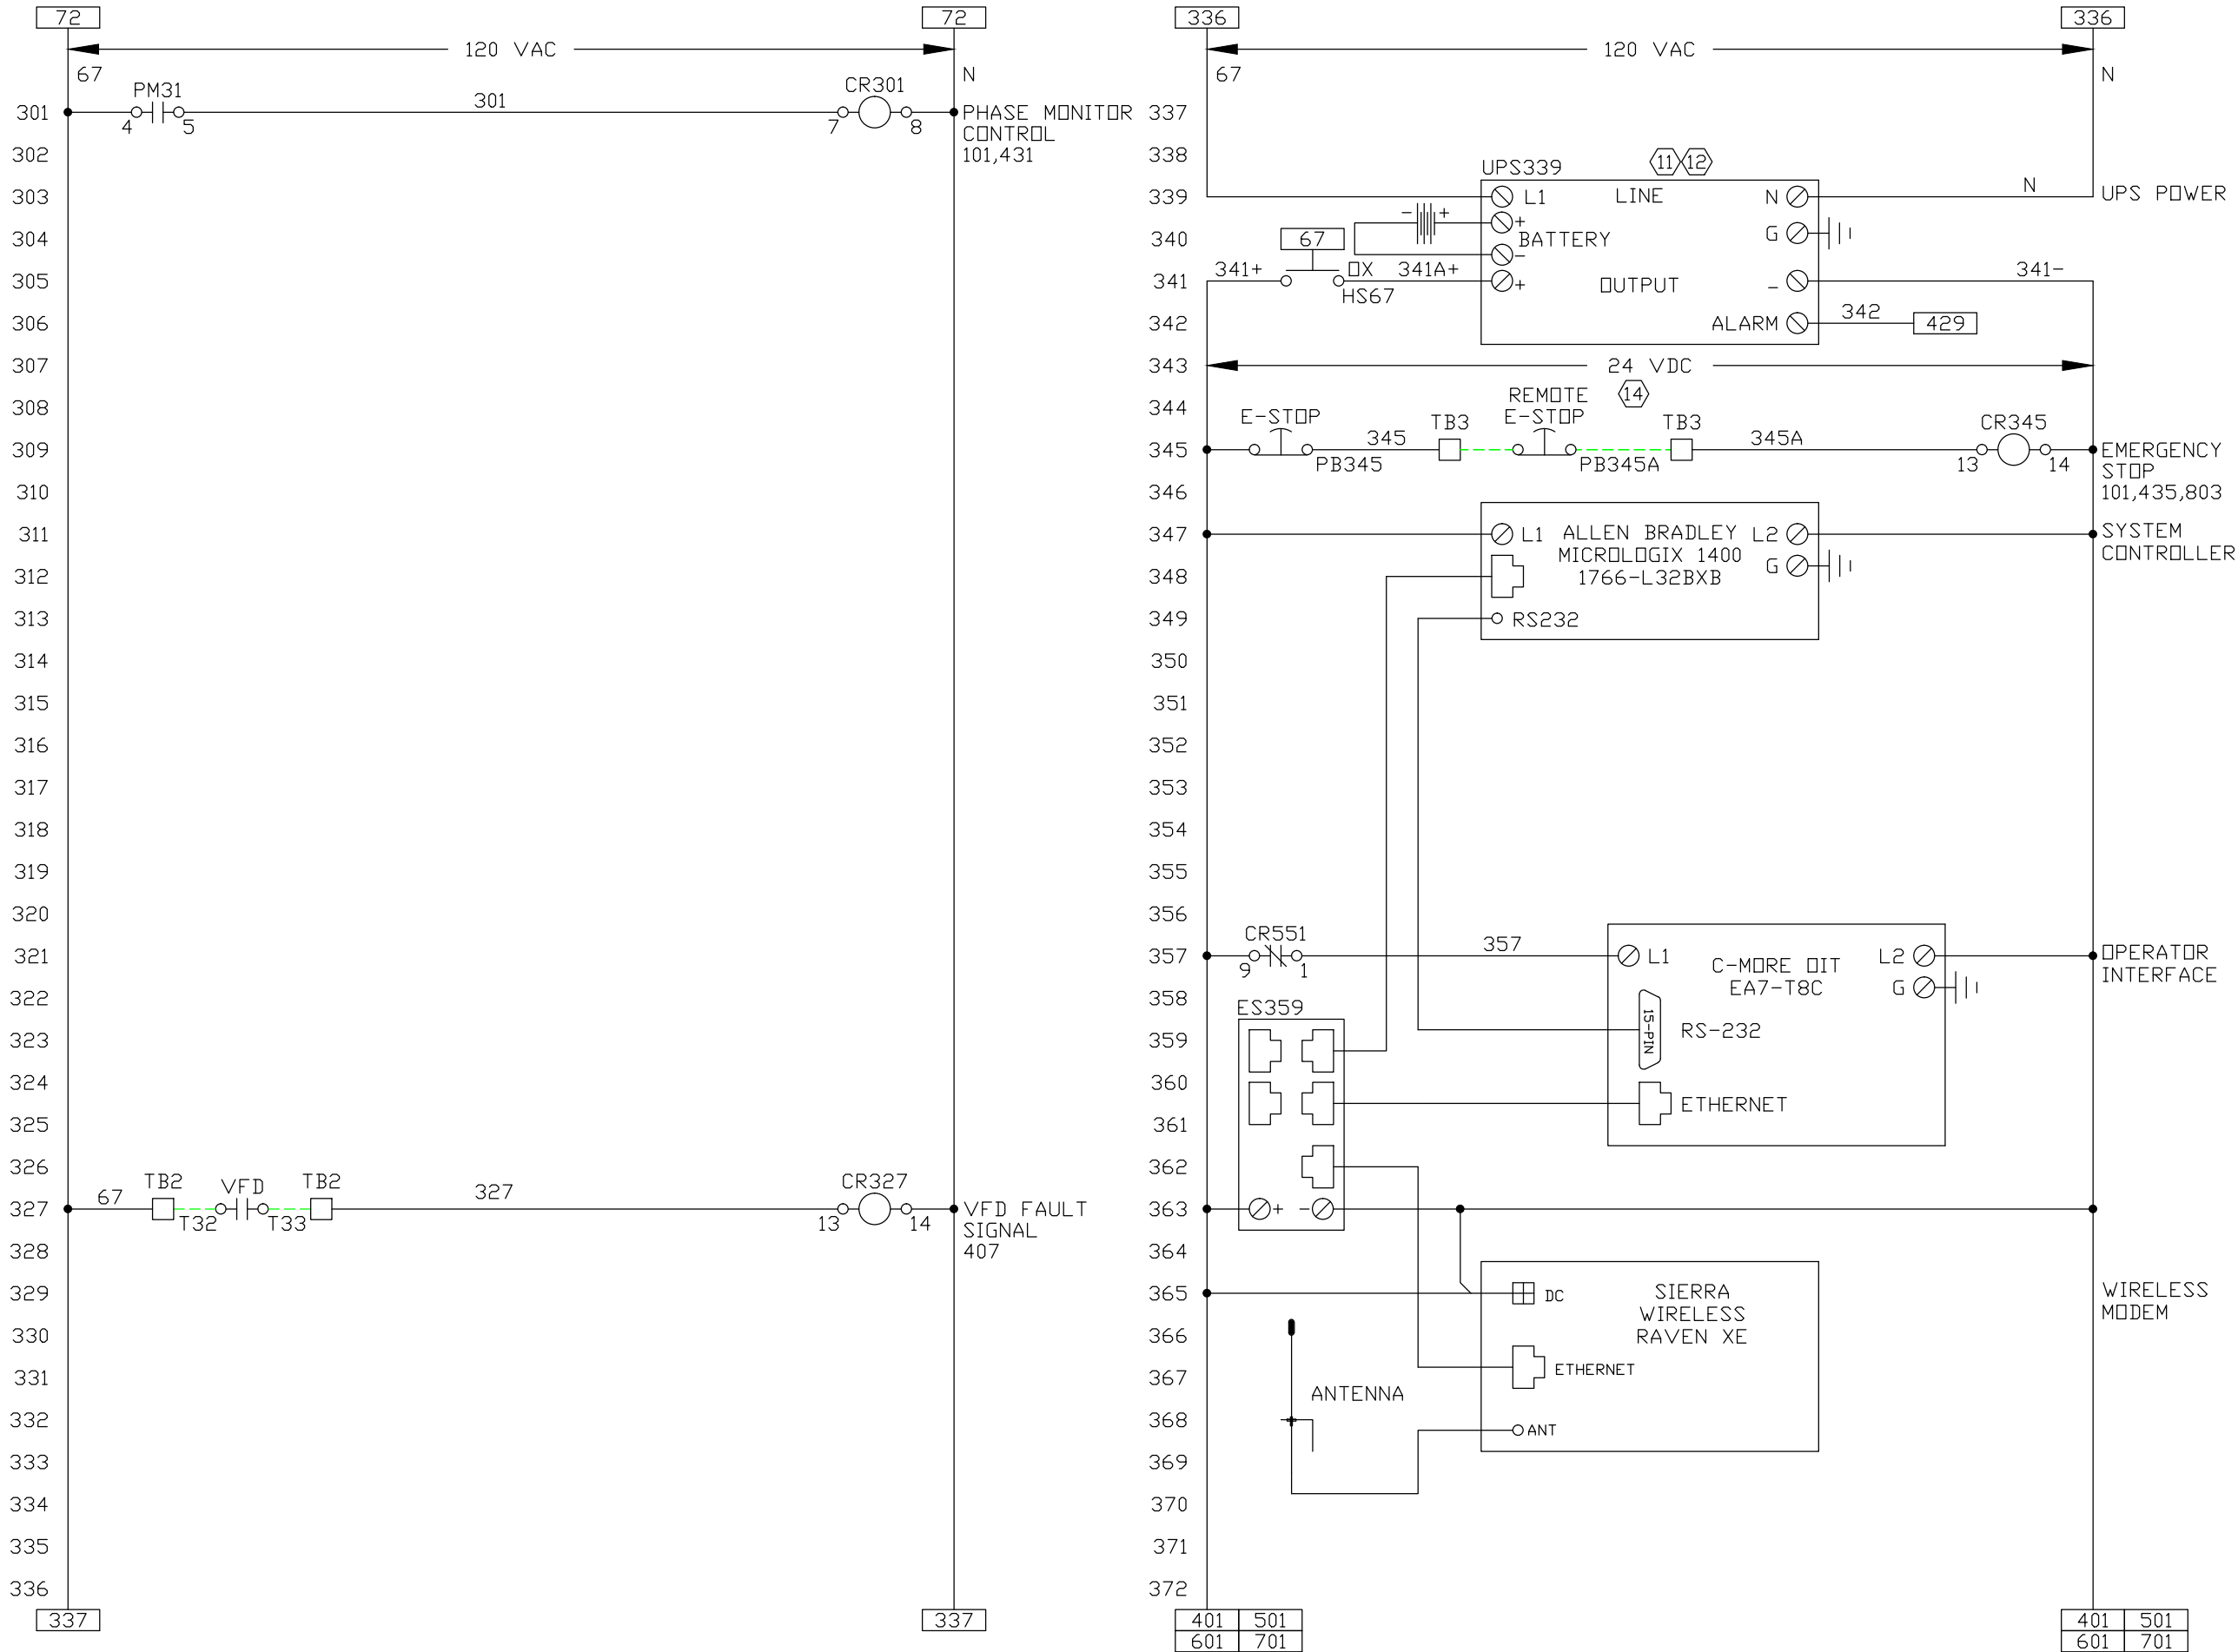 72 72
120 VAC
67 N
PM31 CR301
301 301 PHASE MONITOR
4 5 7 8 CONTROL
302 101,431
303
304
305
306
307
308
309
310
311
312
313
314
315
316
317
318
319
320
321
322
323
324
325
326
TB2 VFD TB2 CR327
67 327
327 VFD FAULT
T32 T33 13 14 SIGNAL
328 407
329
330
331
332
333
334
335
336
337 337
336 336
120 VAC
67 N
337
338
UPS339 11 12
339 L1 LINE N N UPS POWER
- + +
340 67 BATTERY G
-
341+ OX 341A+ 341-
341 HS67 + OUTPUT -
342 ALARM 342 429
343 24 VDC
REMOTE 14
344 E-STOP TB3 E-STOP TB3 CR345
345 345A
345 EMERGENCY
PB345 PB345A 13 14 STOP
346 101,435,803
347 L1 ALLEN BRADLEY L2 SYSTEM
MICROLOGIX 1400 CONTROLLER
348 1766-L32BXB G
349 RS232
350
351
352
353
354
355
356
CR551 357
357 L1 C-MORE OIT L2 OPERATOR
9 1 EA7-T8C INTERFACE
358 G
ES359
359 15-PIN RS-232
360
ETHERNET
361
362
363 + -
364
365 DC SIERRA WIRELESS
WIRELESS MODEM
366 RAVEN XE
367 ETHERNET
ANTENNA
368 ANT
369
370
371
372
401 501 401 501
601 701 601 701